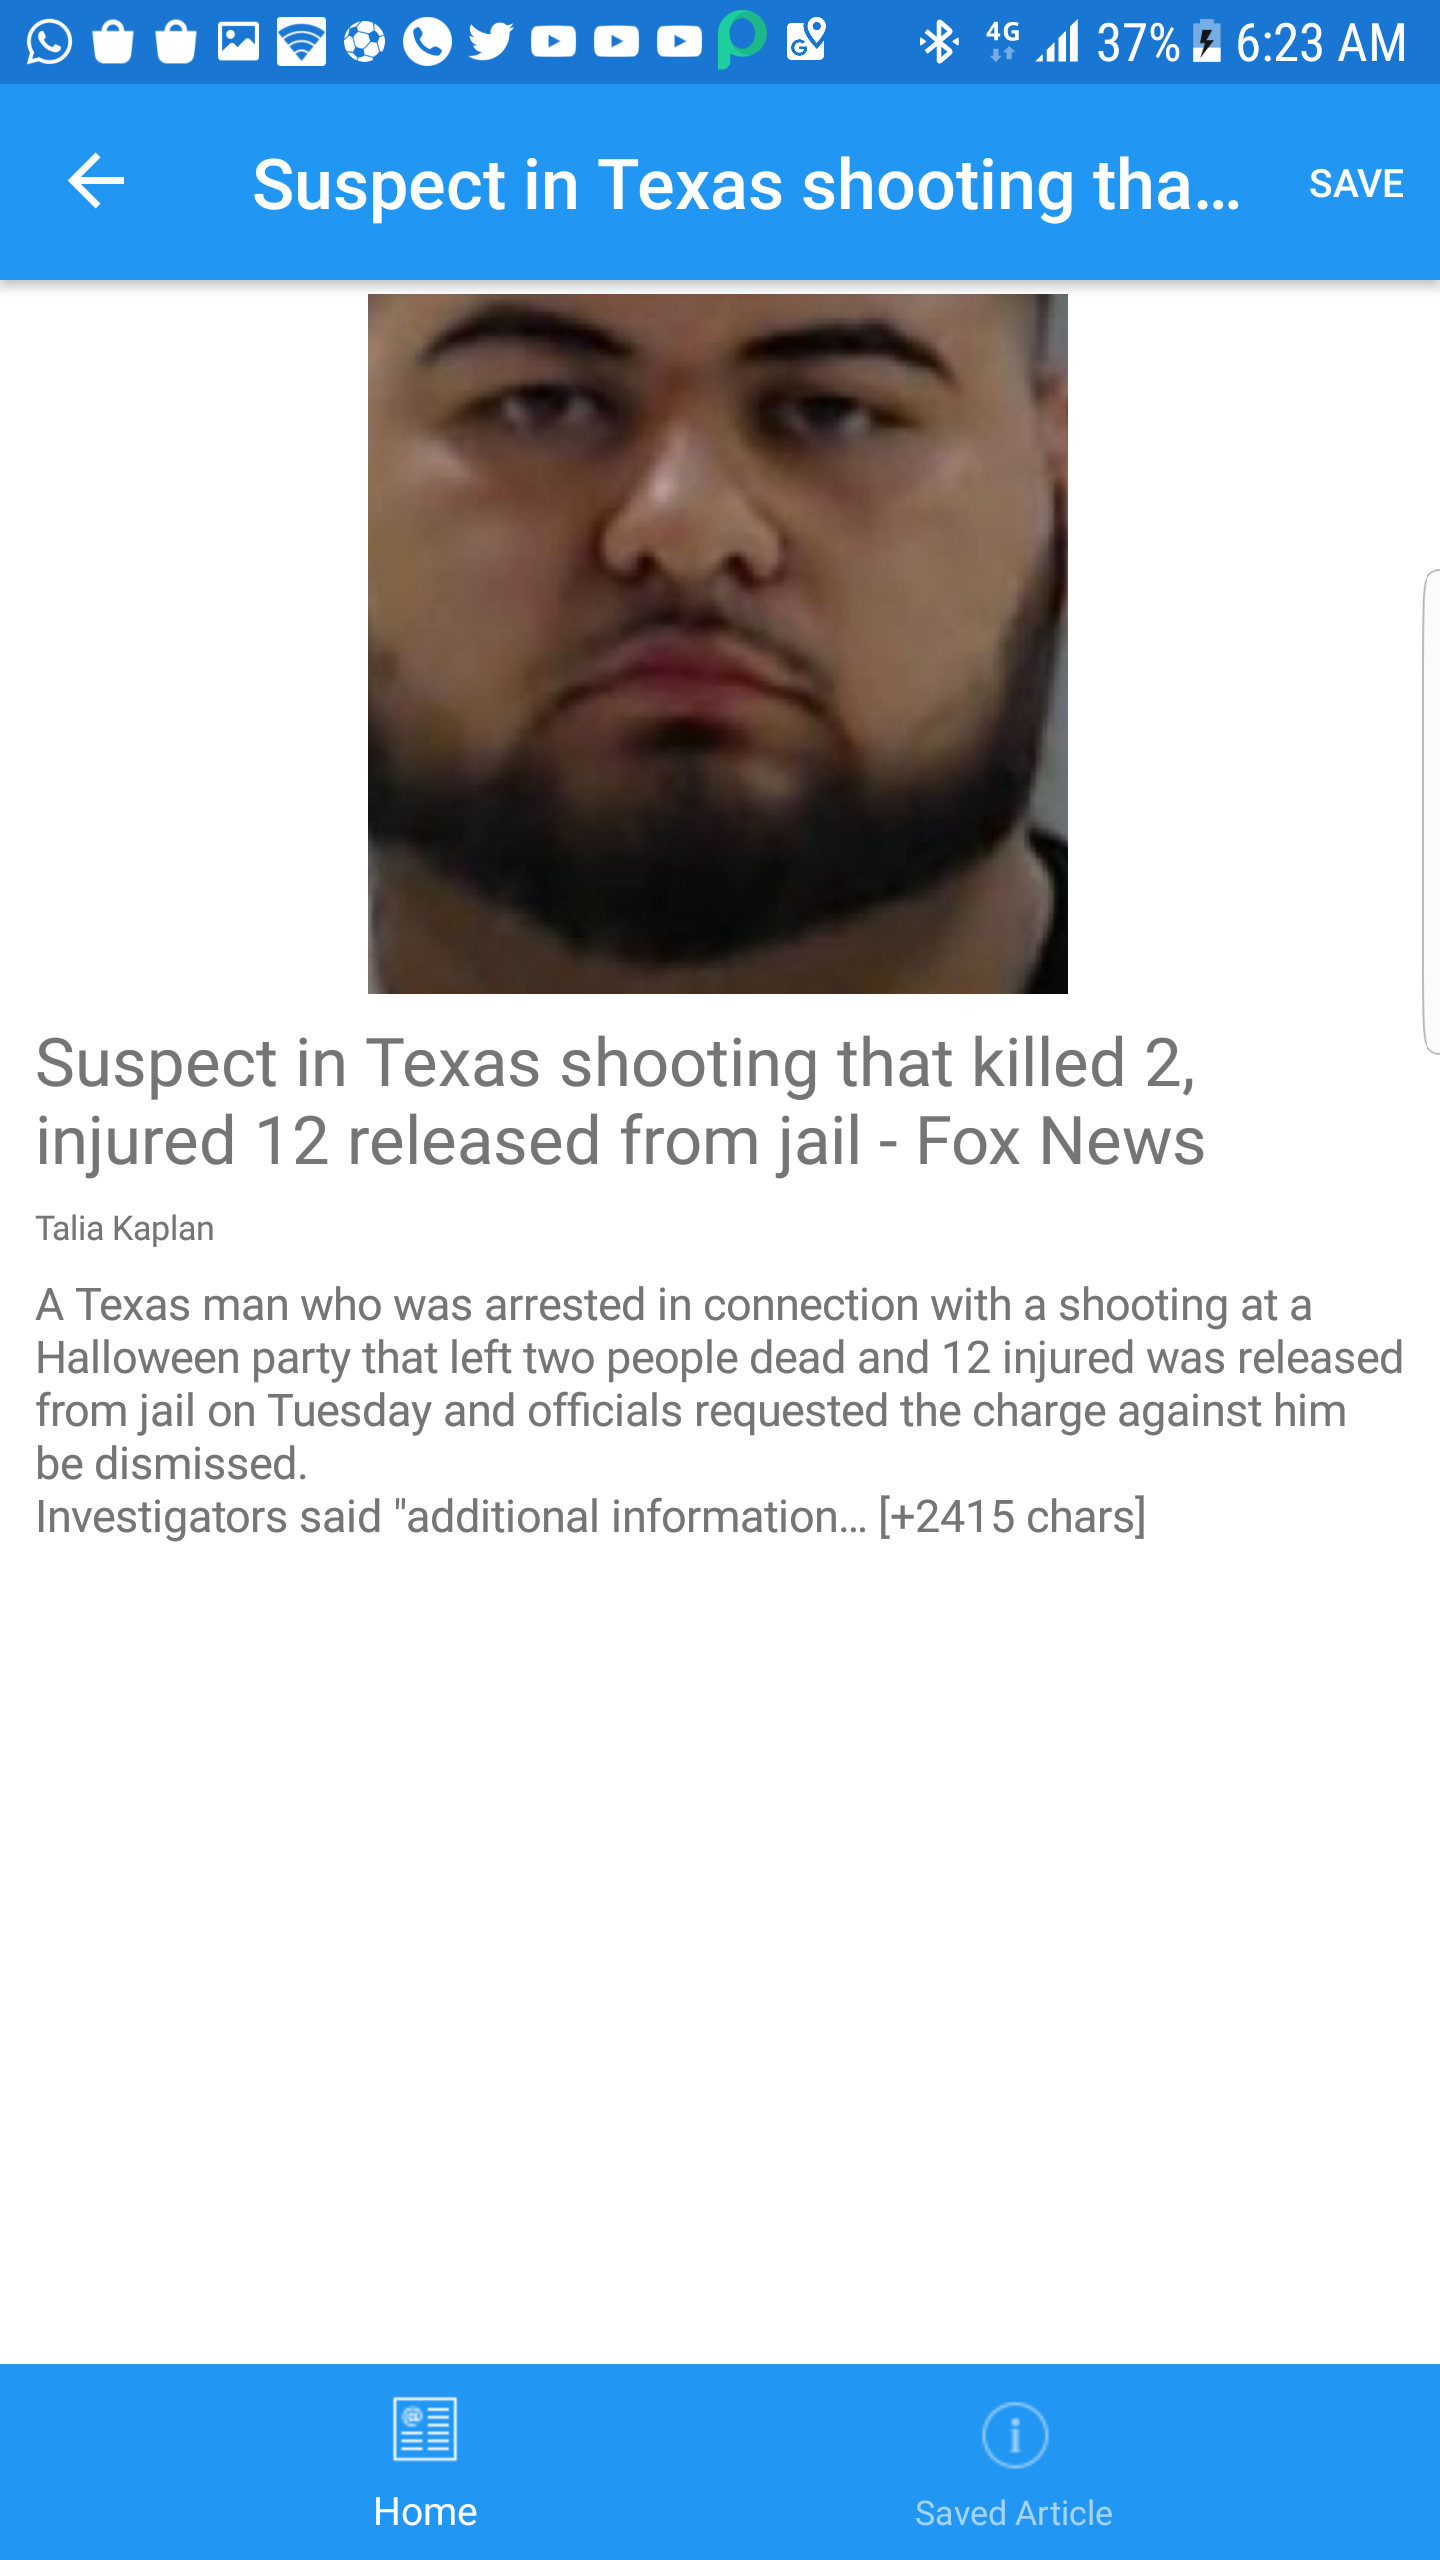 4G 37% 6:23 AM
Suspect in Texas shooting tha... SAVE
Suspect in Texas shooting that killed 2,
injured 12 released from jail - Fox News
Talia Kaplan
A Texas man who was arrested in connection with a shooting at a
Halloween party that left two people dead and 12 injured was released
from jail on Tuesday and officials requested the charge against him
be dismissed.
Investigators said "additional information... [+2415 chars]
Home
Saved Article